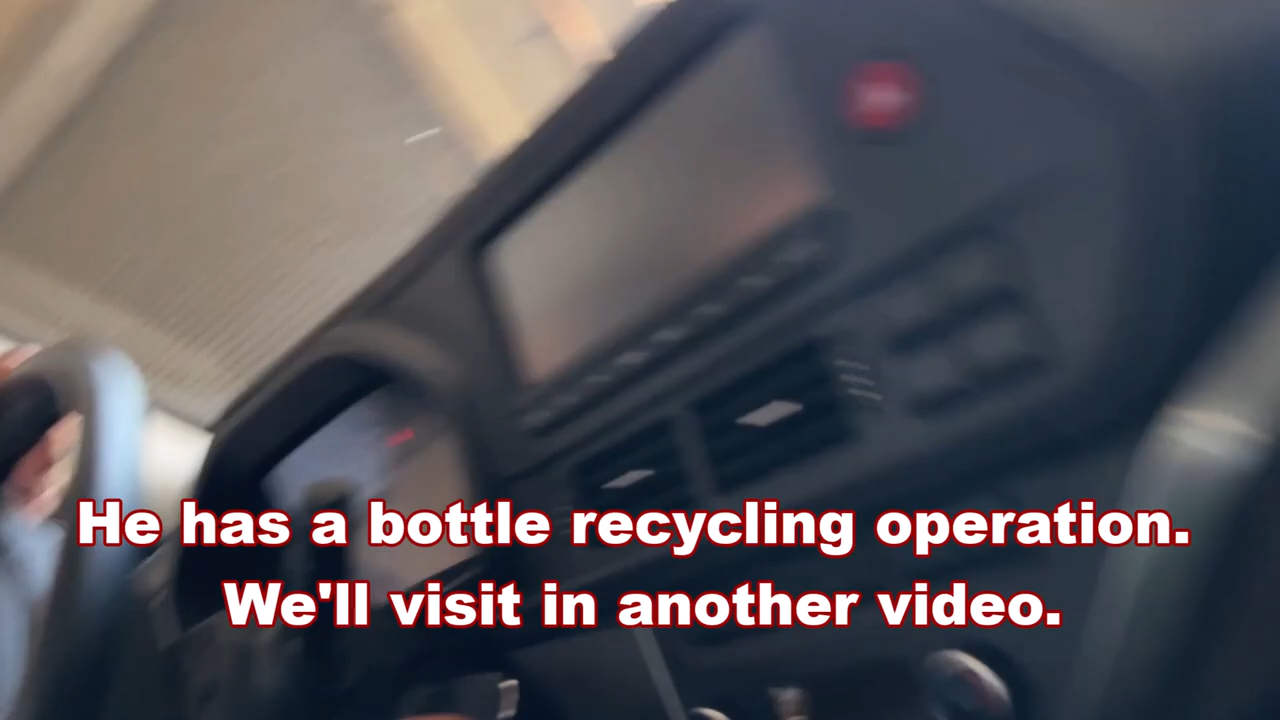 He has a bottle recycling operation.
We'll visit in another video.